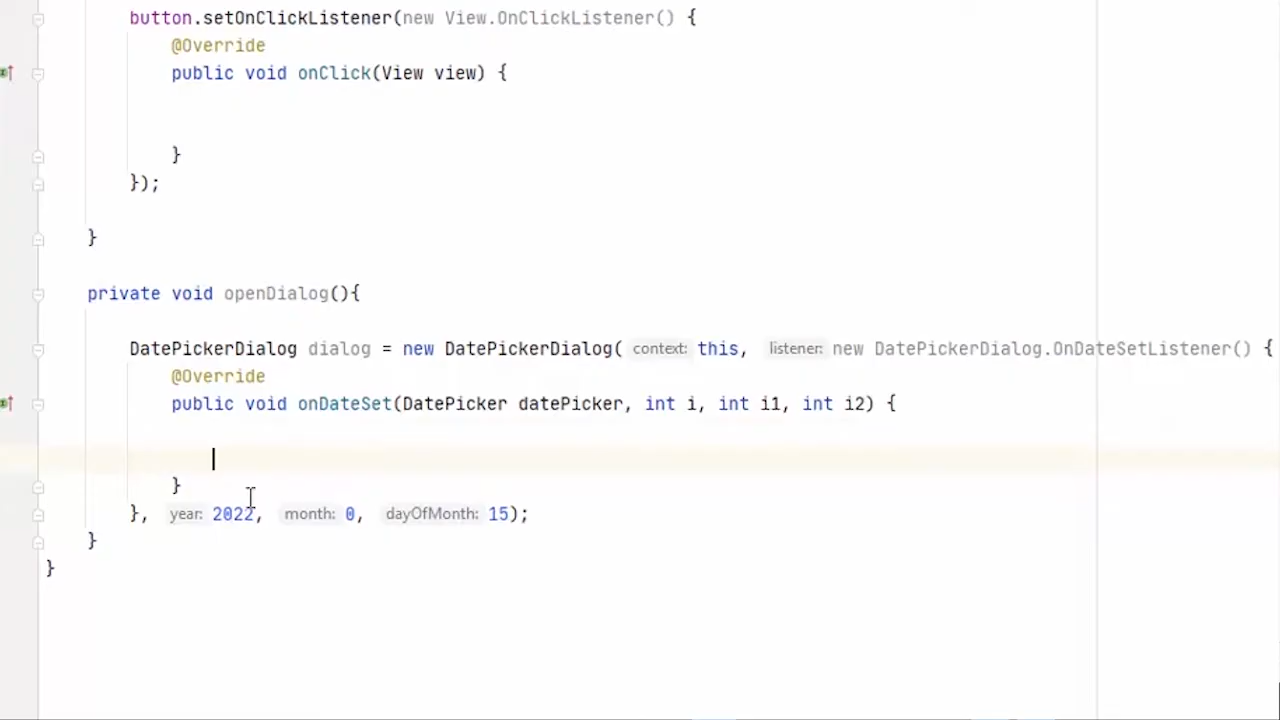 button.setOnClickListener(new View.OnClickListener() {
@Override
public void onClick(View view) {
}
});
}
private void openDialog(){
DatePickerDialog dialog = new DatePickerDialog( context: this, listener: new DatePickerDialog.OnDateSetListener() {
@Override
public void onDateSet(DatePicker datePicker, int i, int i1, int i2) {
}
}, year: 2022, month: 0, dayOfMonth: 15);
}
}